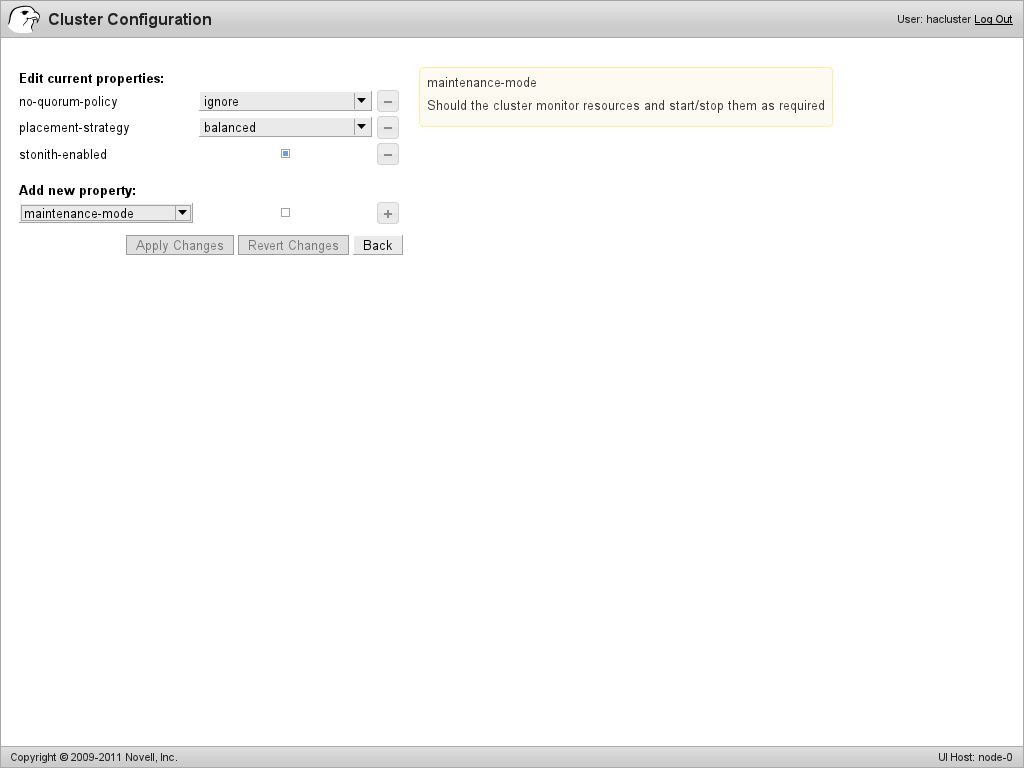 Cluster Configuration
User: hacluster Log Out
Edit current properties:
no-quorum-policy ignore
placement-strategy balanced
stonith-enabled
Add new property:
maintenance-mode
Apply Changes Revert Changes Back
maintenance-mode
Should the cluster monitor resources and start/stop them as required
Copyright © 2009-2011 Novell, Inc.
UI Host: node-0